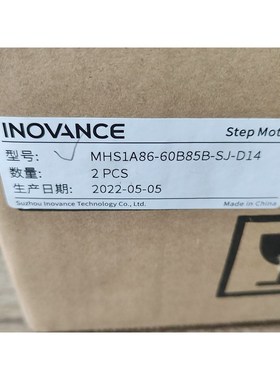 INOVANCE Step Mot
型号: MHS1A86-60B85B-SJ-D14
数量: 2 PCS
生产日期: 2022-05-05
Suzhou Inovance Technology Co., Ltd. Made in China